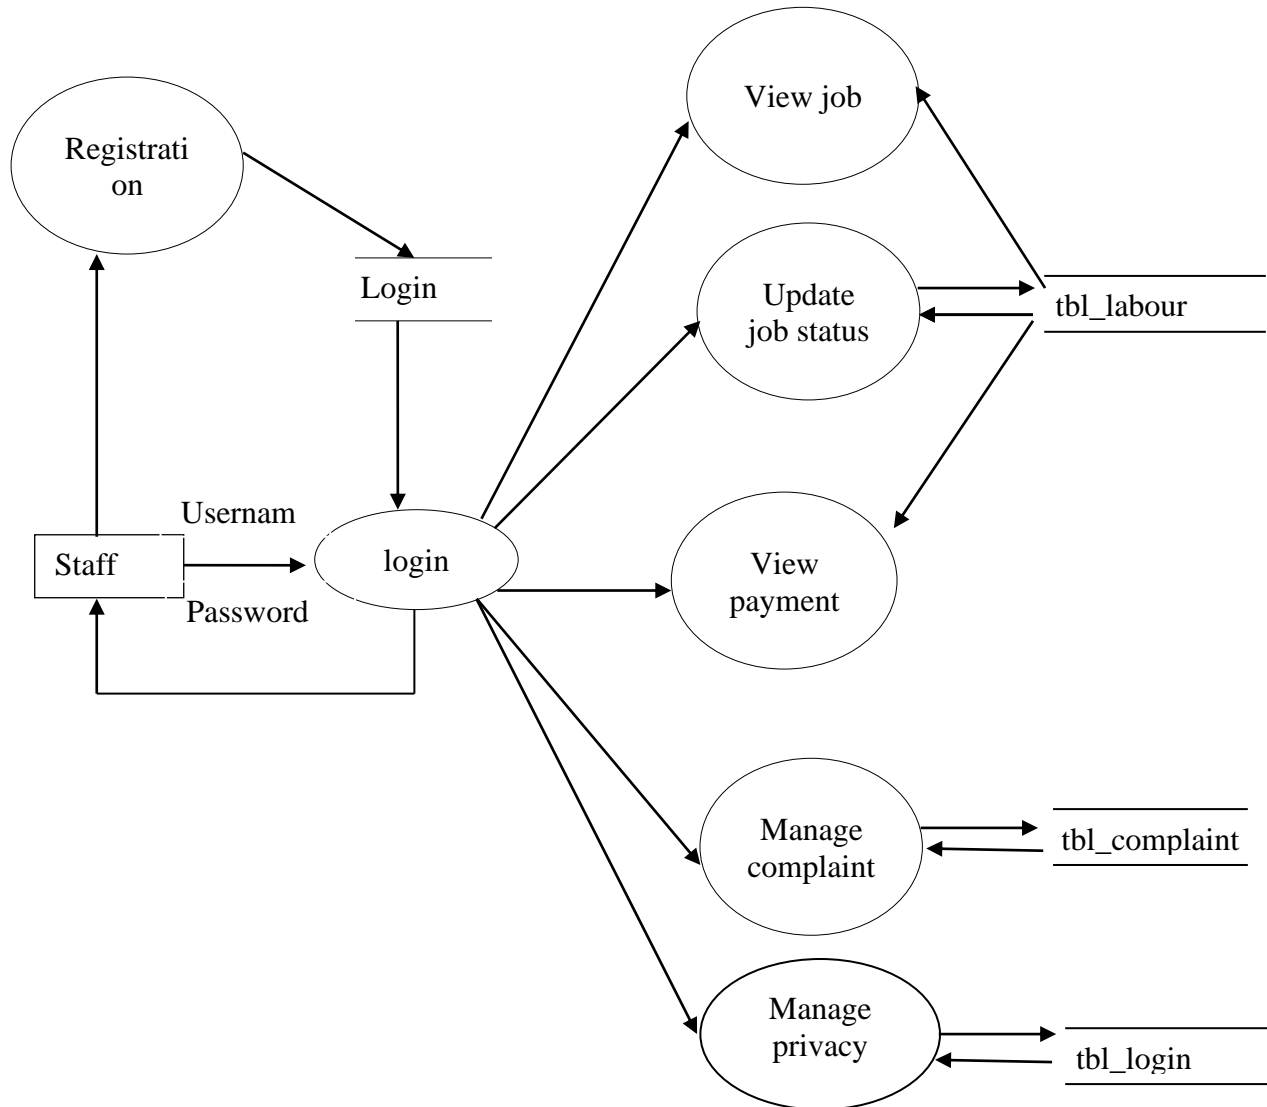 View job
Registrati
on
Login
Update
job status
tbl_labour
Usernam
Staff
login
Password
View
payment
Manage
complaint
tbl_complaint
Manage
privacy
tbl_login